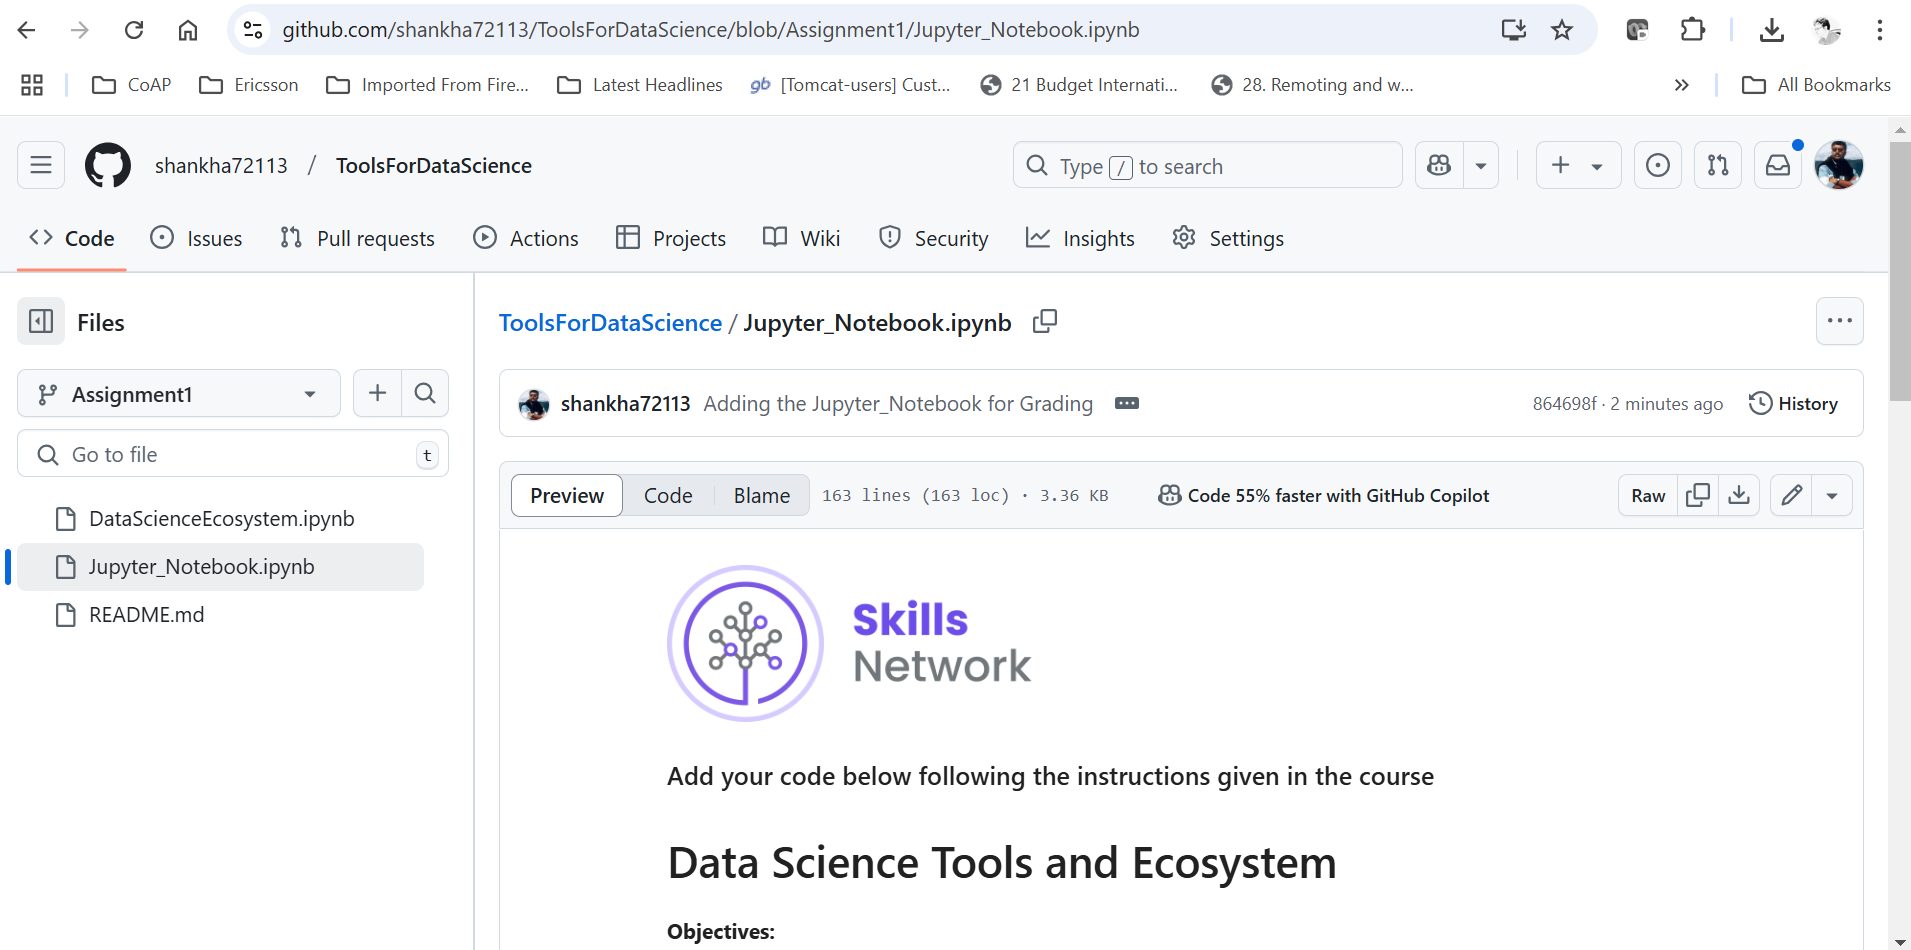 github.com/shankha72113/ToolsForDataScience/blob/Assignment1/Jupyter_Notebook.ipynb
CoAP Ericsson Imported From Fire... Latest Headlines gb [Tomcat-users] Cust... 21 Budget Internati... 28. Remoting and w... » All Bookmarks
shankha72113 / ToolsForDataScience Type / to search
Code Issues Pull requests Actions Projects Wiki Security Insights Settings
Files
Assignment1
Go to file t
DataScienceEcosystem.ipynb
Jupyter_Notebook.ipynb
README.md
ToolsForDataScience / Jupyter_Notebook.ipynb
shankha72113 Adding the Jupyter_Notebook for Grading 864698f · 2 minutes ago History
Preview Code Blame 163 lines (163 loc) · 3.36 KB Code 55% faster with GitHub Copilot Raw
Skills
Network
Add your code below following the instructions given in the course
Data Science Tools and Ecosystem
Objectives: